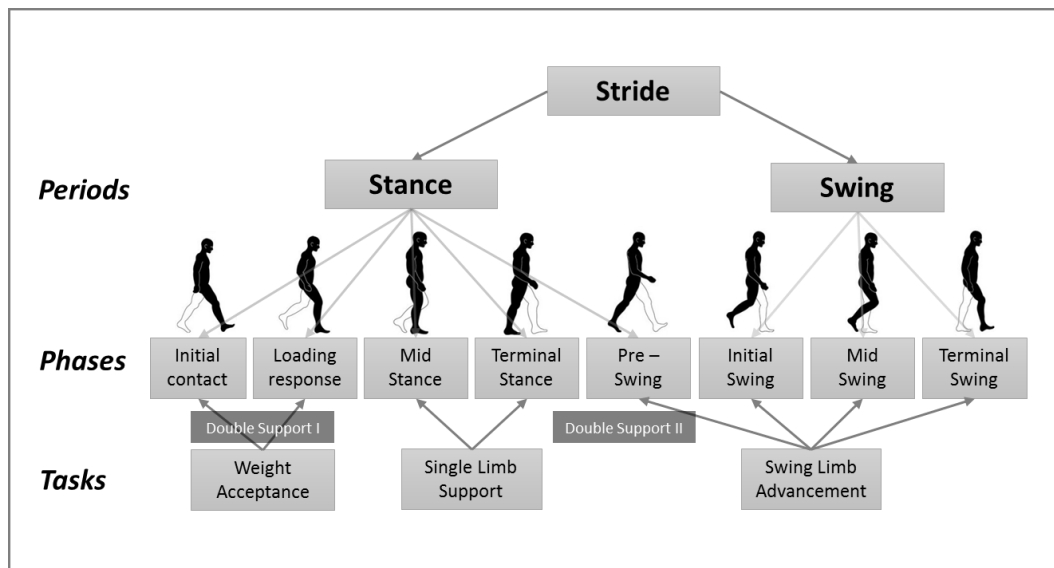 Stride
Periods
Stance
Swing
Phases
Initial
contact
Loading
response
Mid
Stance
Terminal
Stance
Pre –
Swing
Initial
Swing
Mid
Swing
Terminal
Swing
Double Support I
Double Support II
Tasks
Weight
Acceptance
Single Limb
Support
Swing Limb
Advancement